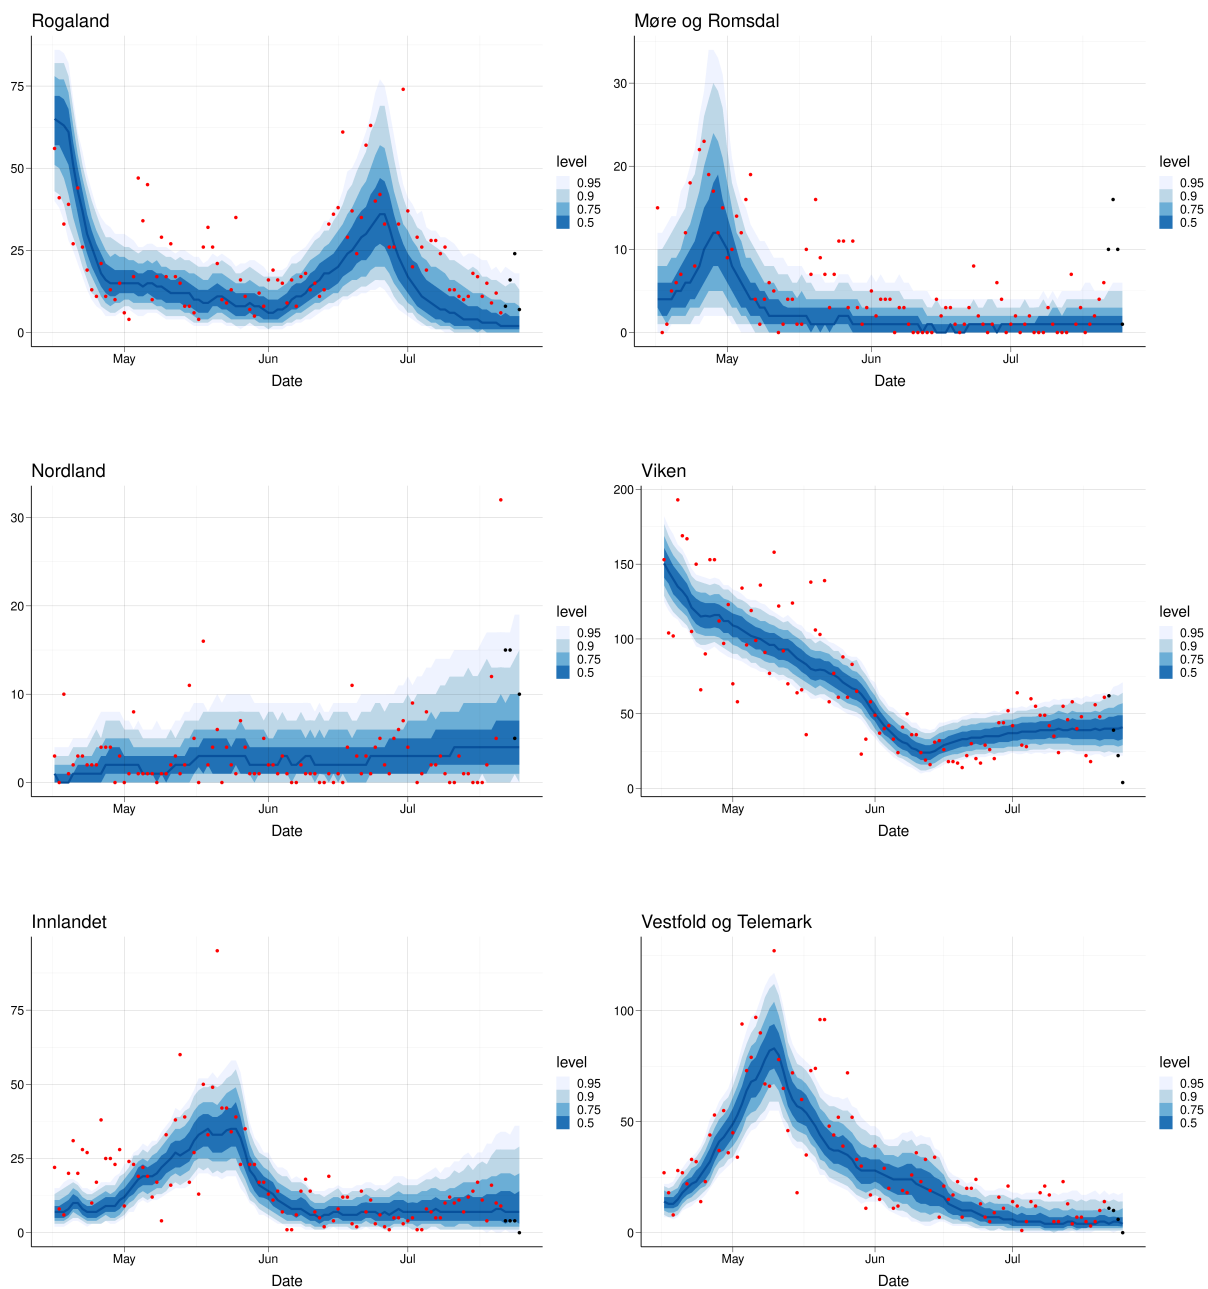 Rogaland
75
50
25
0
May
Jun
Jul
Date
level
0.95
0.9
0.75
0.5
Møre og Romsdal
30
20
10
0
May
Jun
Jul
Date
level
0.95
0.9
0.75
0.5
Nordland
30
20
10
0
May
Jun
Jul
Date
level
0.95
0.9
0.75
0.5
Viken
200
150
100
50
0
May
Jun
Jul
Date
level
0.95
0.9
0.75
0.5
Innlandet
75
50
25
0
May
Jun
Jul
Date
level
0.95
0.9
0.75
0.5
Vestfold og Telemark
100
50
0
May
Jun
Jul
Date
level
0.95
0.9
0.75
0.5